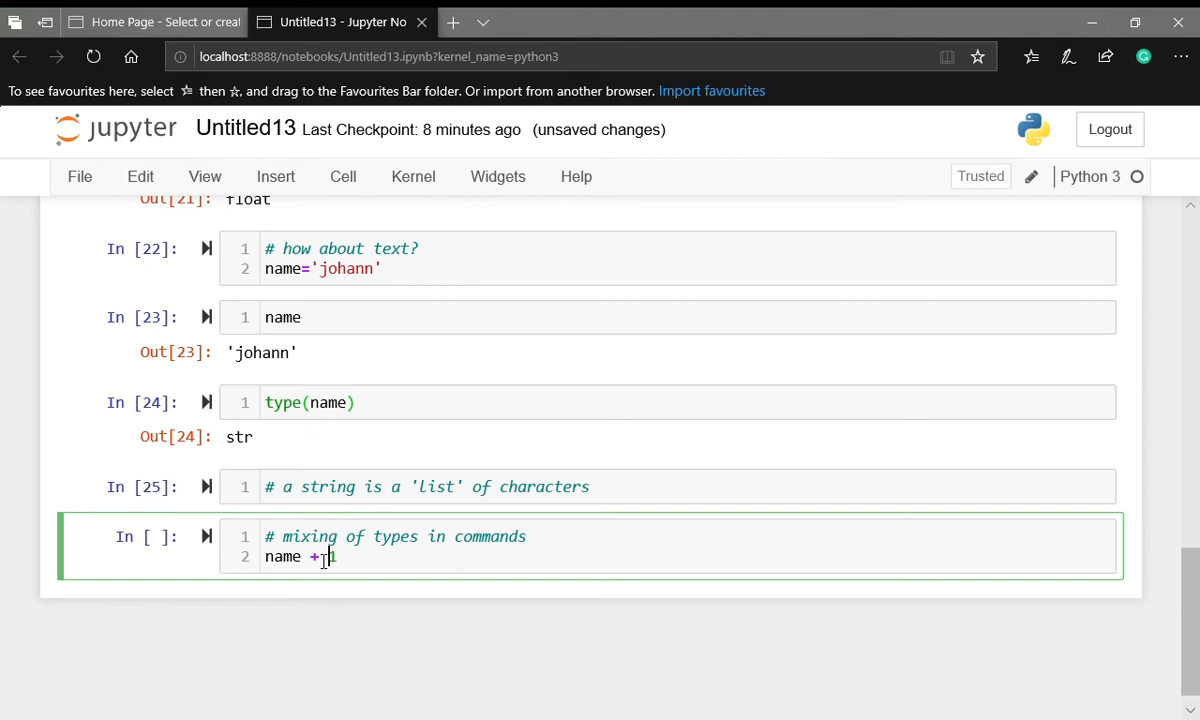 Home Page - Select or creat
Untitled13 - Jupyter No
localhost:8888/notebooks/Untitled13.ipynb?kernel_name=python3
To see favourites here, select then, and drag to the Favourites Bar folder. Or import from another browser. Import favourites
jupyter Untitled13 Last Checkpoint: 8 minutes ago (unsaved changes) Logout
File Edit View Insert Cell Kernel Widgets Help Trusted Python 3
Out[21]: float
In [22]: 1 # how about text?
2 name='johann'
In [23]: 1 name
Out[23]: 'johann'
In [24]: 1 type(name)
Out[24]: str
In [25]: 1 # a string is a 'list' of characters
In [ ]: 1 # mixing of types in commands
2 name + 1